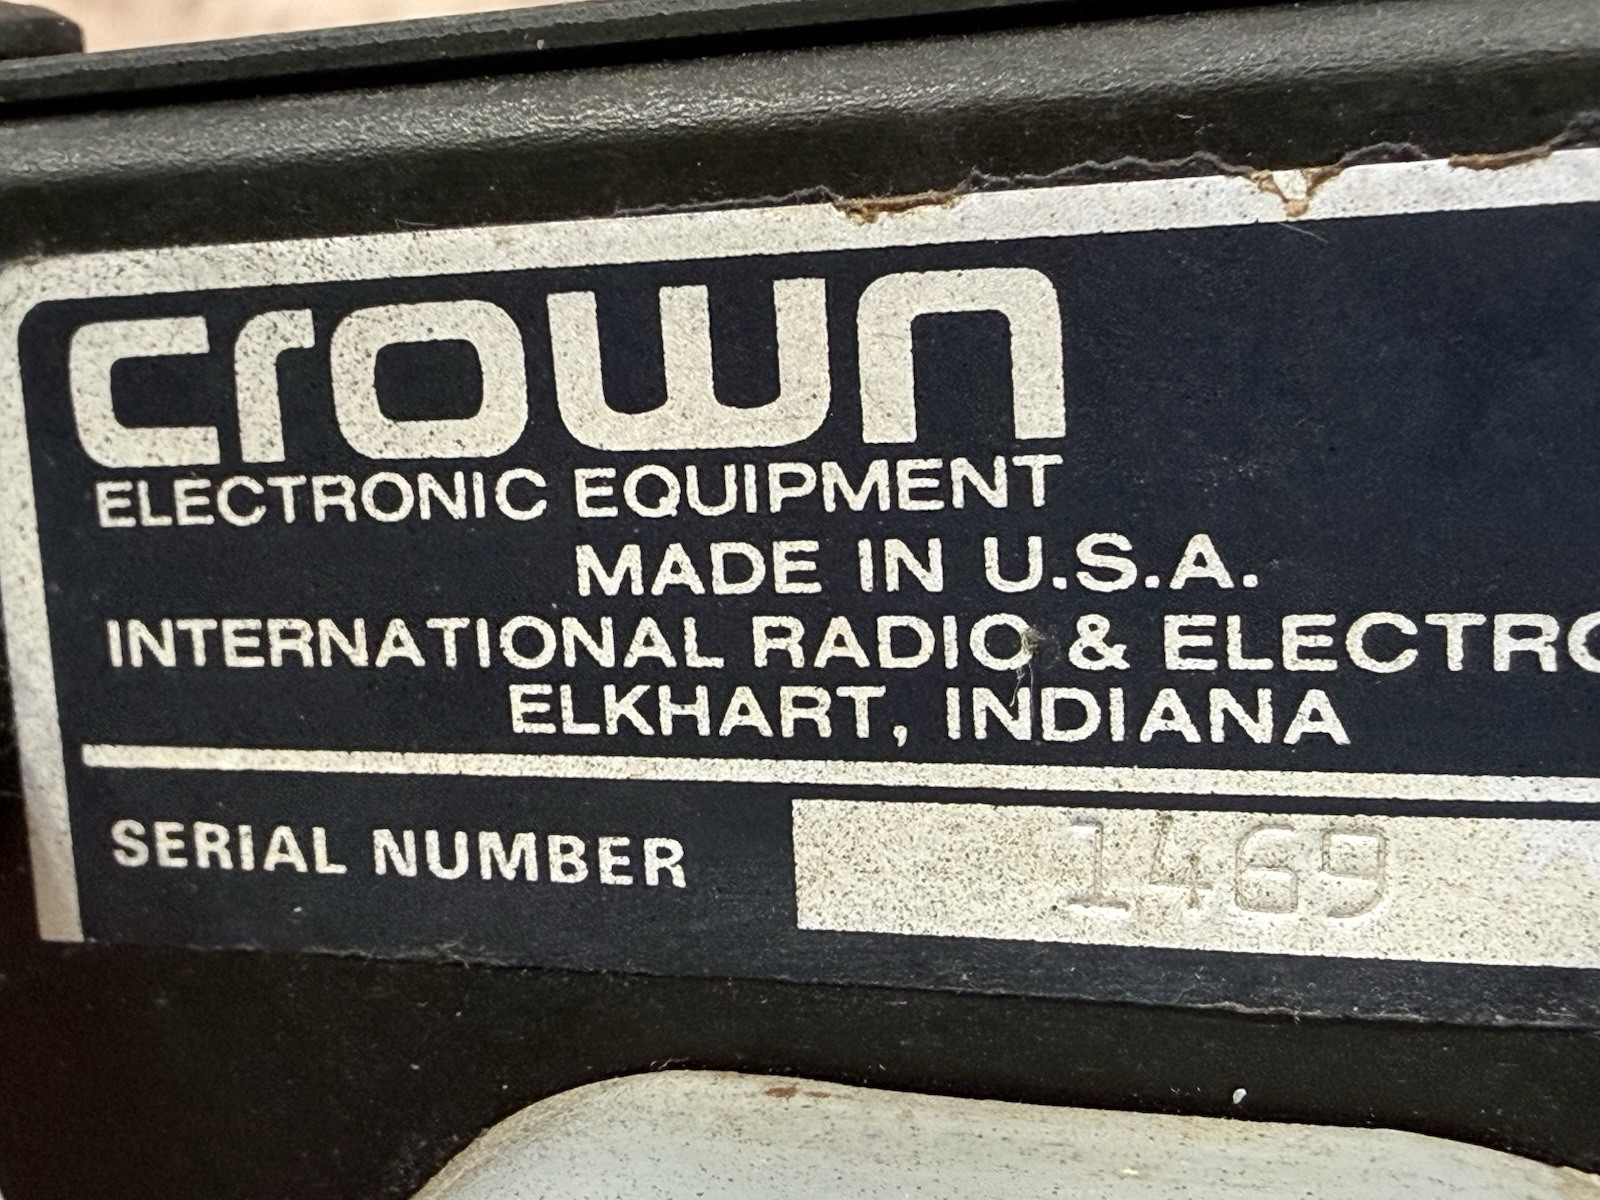 crown
ELECTRONIC EQUIPMENT
MADE IN U.S.A.
INTERNATIONAL RADIO & ELECTRO
ELKHART, INDIANA
SERIAL NUMBER 1469